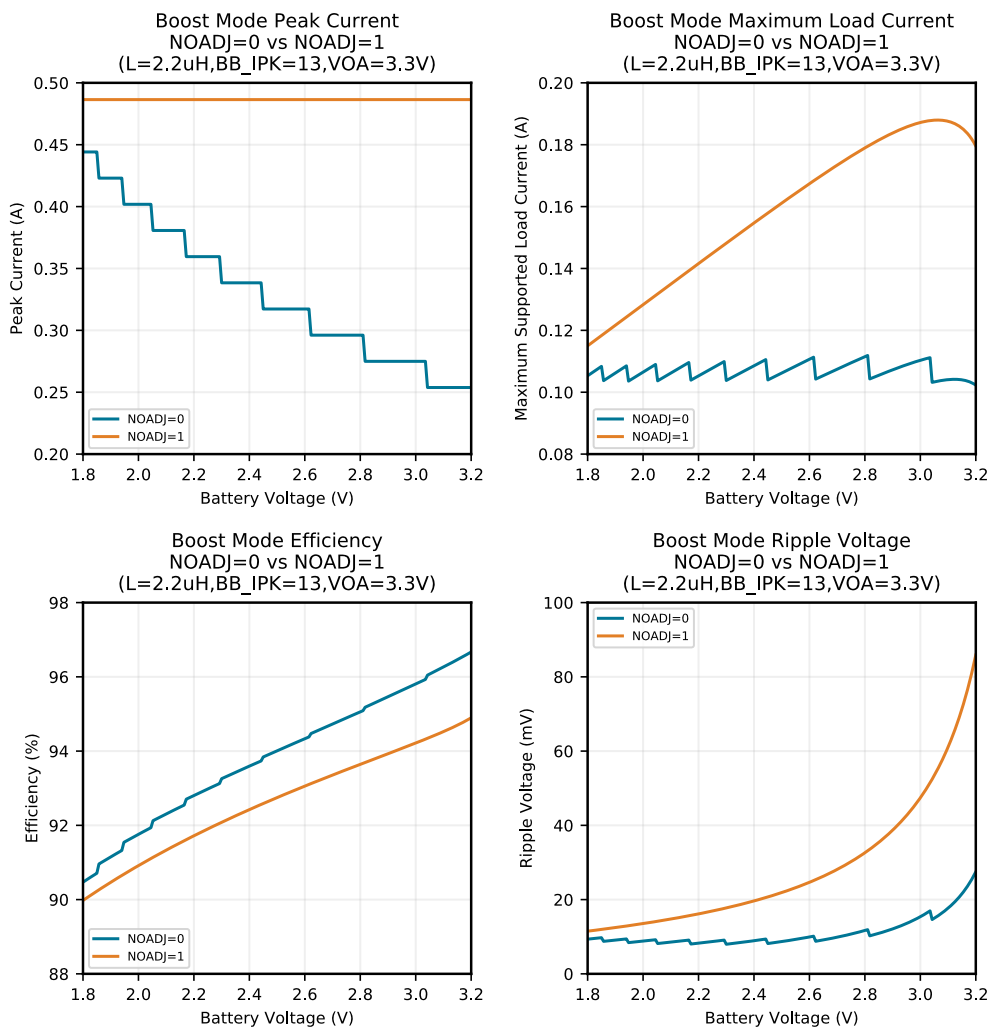 Boost Mode Peak Current
NOADJ=0 vs NOADJ=1
(L=2.2uH,BB_IPK=13,VOA=3.3V)
0.50
0.45
0.40
0.35
0.30
0.25
0.20
Peak Current (A)
NOADJ=0
NOADJ=1
1.8 2.0 2.2 2.4 2.6 2.8 3.0 3.2
Battery Voltage (V)
Boost Mode Maximum Load Current
NOADJ=0 vs NOADJ=1
(L=2.2uH,BB_IPK=13,VOA=3.3V)
0.20
0.18
0.16
0.14
0.12
0.10
0.08
Maximum Supported Load Current (A)
NOADJ=0
NOADJ=1
1.8 2.0 2.2 2.4 2.6 2.8 3.0 3.2
Battery Voltage (V)
Boost Mode Efficiency
NOADJ=0 vs NOADJ=1
(L=2.2uH,BB_IPK=13,VOA=3.3V)
98
96
94
92
90
88
Efficiency (%)
NOADJ=0
NOADJ=1
1.8 2.0 2.2 2.4 2.6 2.8 3.0 3.2
Battery Voltage (V)
Boost Mode Ripple Voltage
NOADJ=0 vs NOADJ=1
(L=2.2uH,BB_IPK=13,VOA=3.3V)
100
80
60
40
20
0
Ripple Voltage (mV)
NOADJ=0
NOADJ=1
1.8 2.0 2.2 2.4 2.6 2.8 3.0 3.2
Battery Voltage (V)